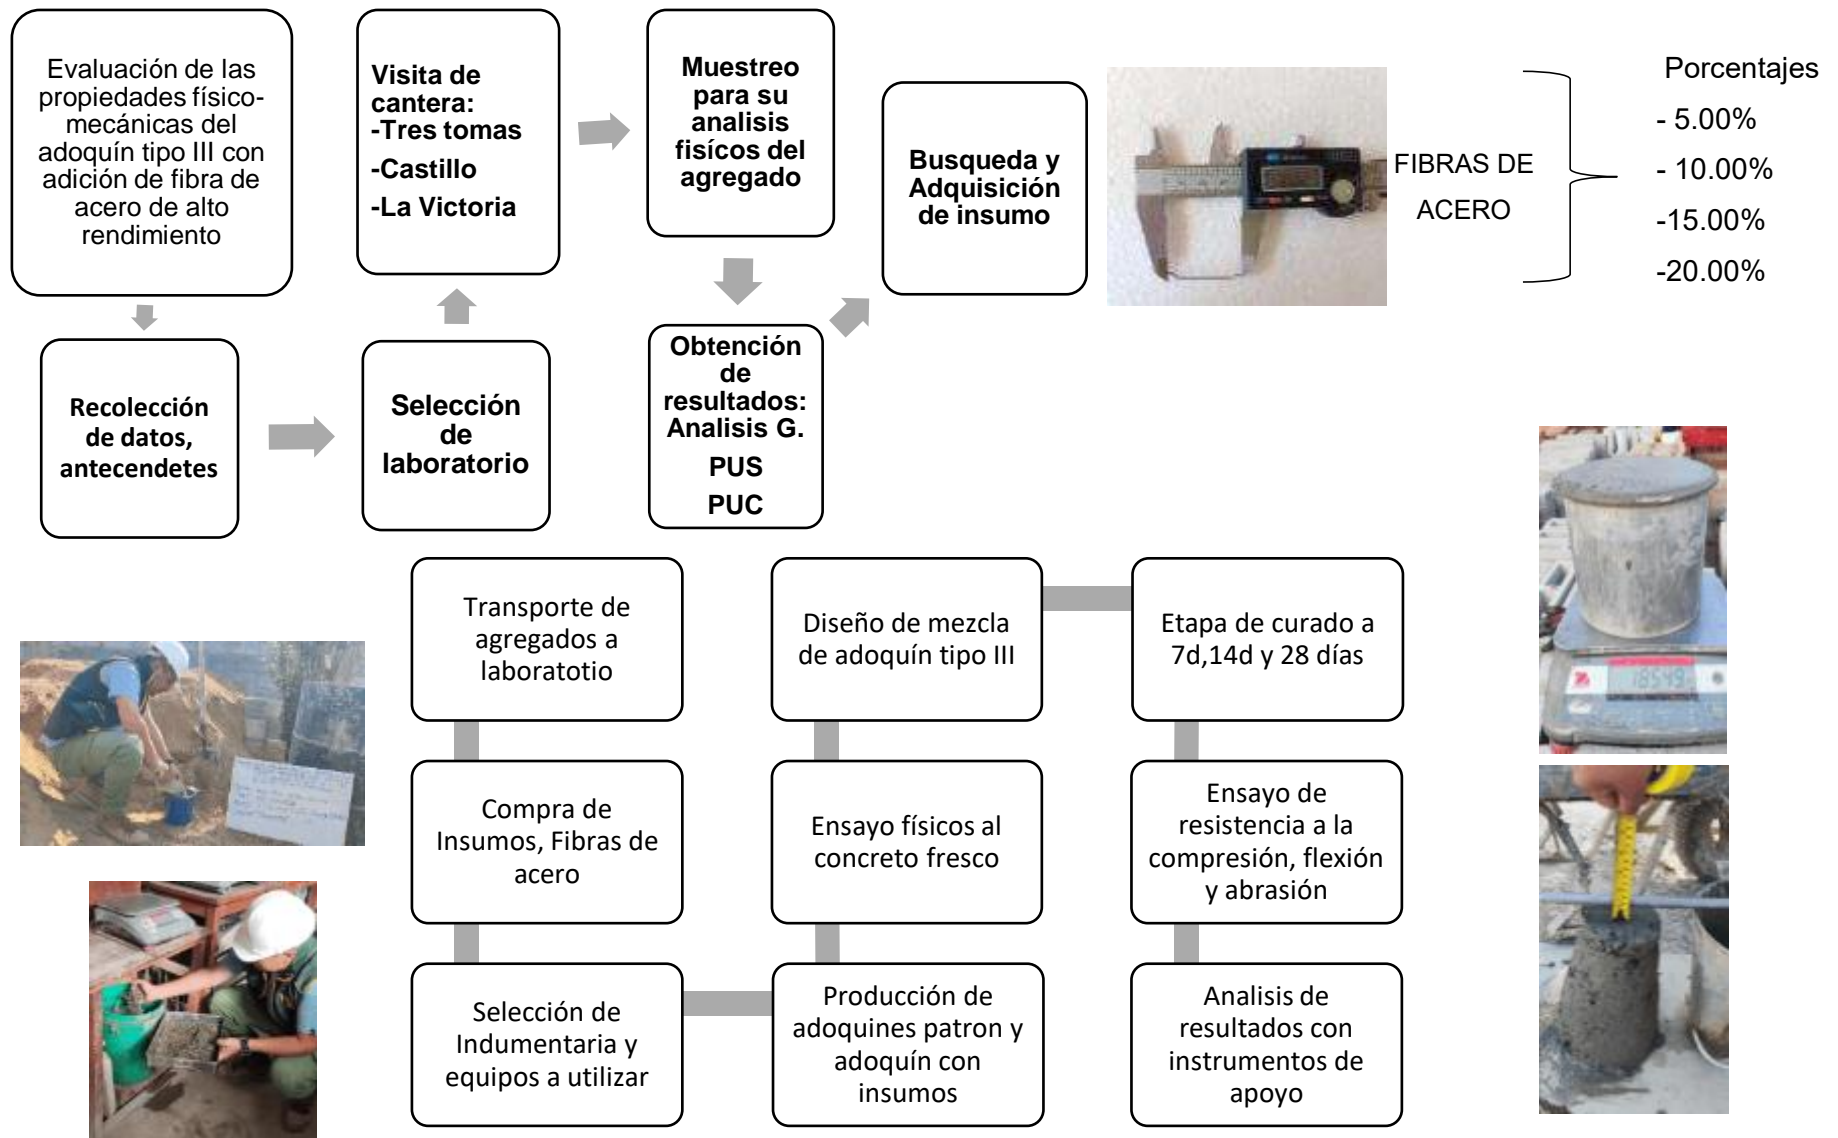 Evaluación de las
propiedades físico-
mecánicas del
adoquín tipo III con
adición de fibra de
acero de alto
rendimiento
Recolección
de datos,
antecendetes
Selección
de
laboratorio
Visita de
cantera:
-Tres tomas
-Castillo
-La Victoria
Muestreo
para su
analisis
fisícos del
agregado
Obtención
de
resultados:
Analisis G.
PUS
PUC
Busqueda y
Adquisición
de insumo
FIBRAS DE
ACERO
Porcentajes
- 5.00%
- 10.00%
-15.00%
-20.00%
Transporte de
agregados a
laboratotio
Compra de
Insumos, Fibras de
acero
Selección de
Indumentaria y
equipos a utilizar
Producción de
adoquines patron y
adoquín con
insumos
Ensayo físicos al
concreto fresco
Diseño de mezcla
de adoquín tipo III
Etapa de curado a
7d,14d y 28 días
Ensayo de
resistencia a la
compresión, flexión
y abrasión
Analisis de
resultados con
instrumentos de
apoyo
18549